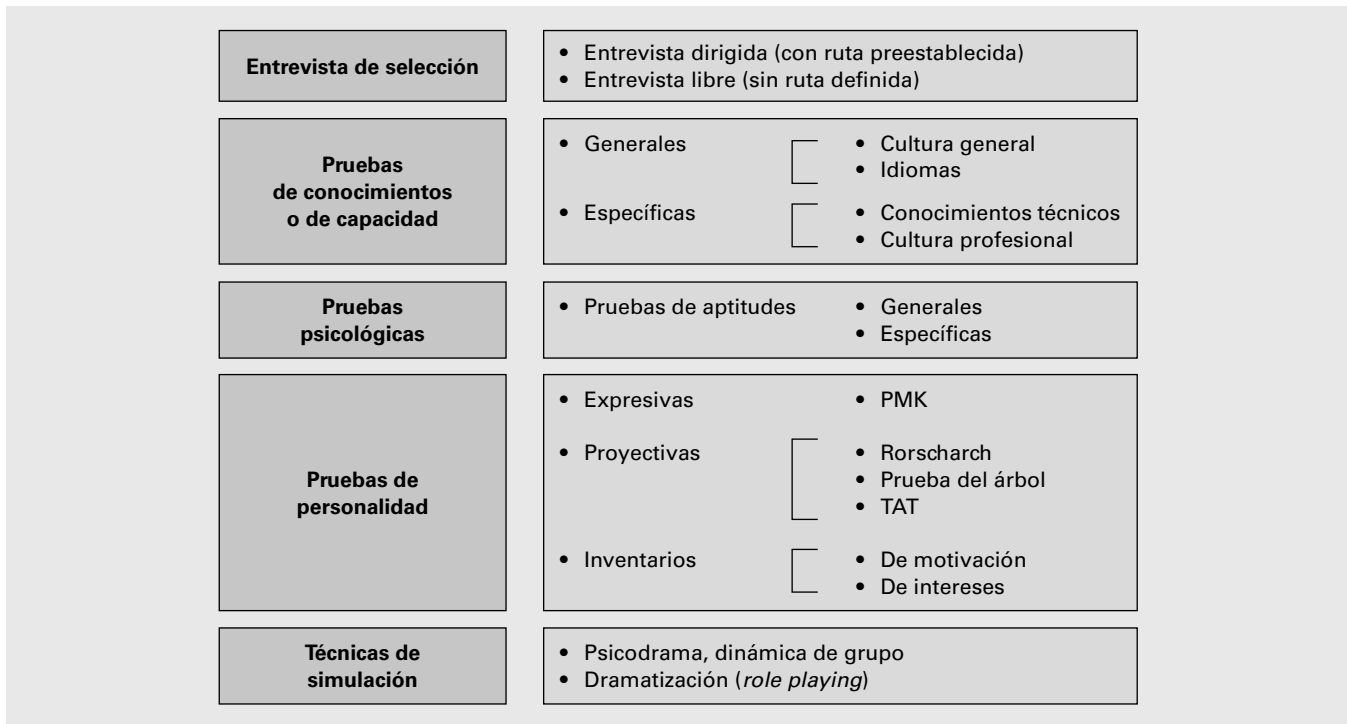 Entrevista de selección
• Entrevista dirigida (con ruta preestablecida)
• Entrevista libre (sin ruta definida)
Pruebas
de conocimientos
o de capacidad
• Generales
• Cultura general
• Idiomas
• Específicas
• Conocimientos técnicos
• Cultura profesional
Pruebas
psicológicas
• Pruebas de aptitudes
• Generales
• Específicas
Pruebas de
personalidad
• Expresivas
• PMK
• Proyectivas
• Rorscharch
• Prueba del árbol
• TAT
• Inventarios
• De motivación
• De intereses
Técnicas de
simulación
• Psicodrama, dinámica de grupo
• Dramatización (role playing)